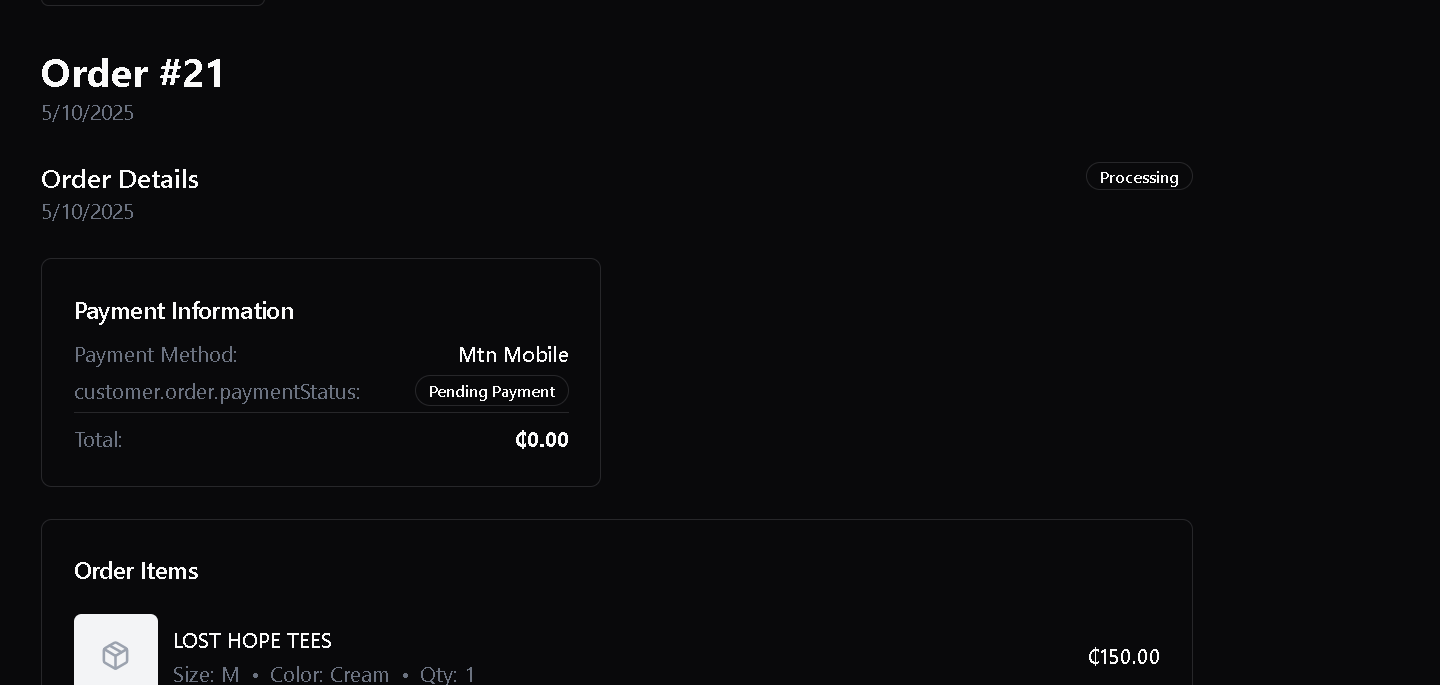 Order #21
5/10/2025
Order Details
Processing
5/10/2025
Payment Information
Payment Method: Mtn Mobile
customer.order.paymentStatus: Pending Payment
Total: ₵0.00
Order Items
LOST HOPE TEES
₵150.00
Size: M • Color: Cream • Qty: 1